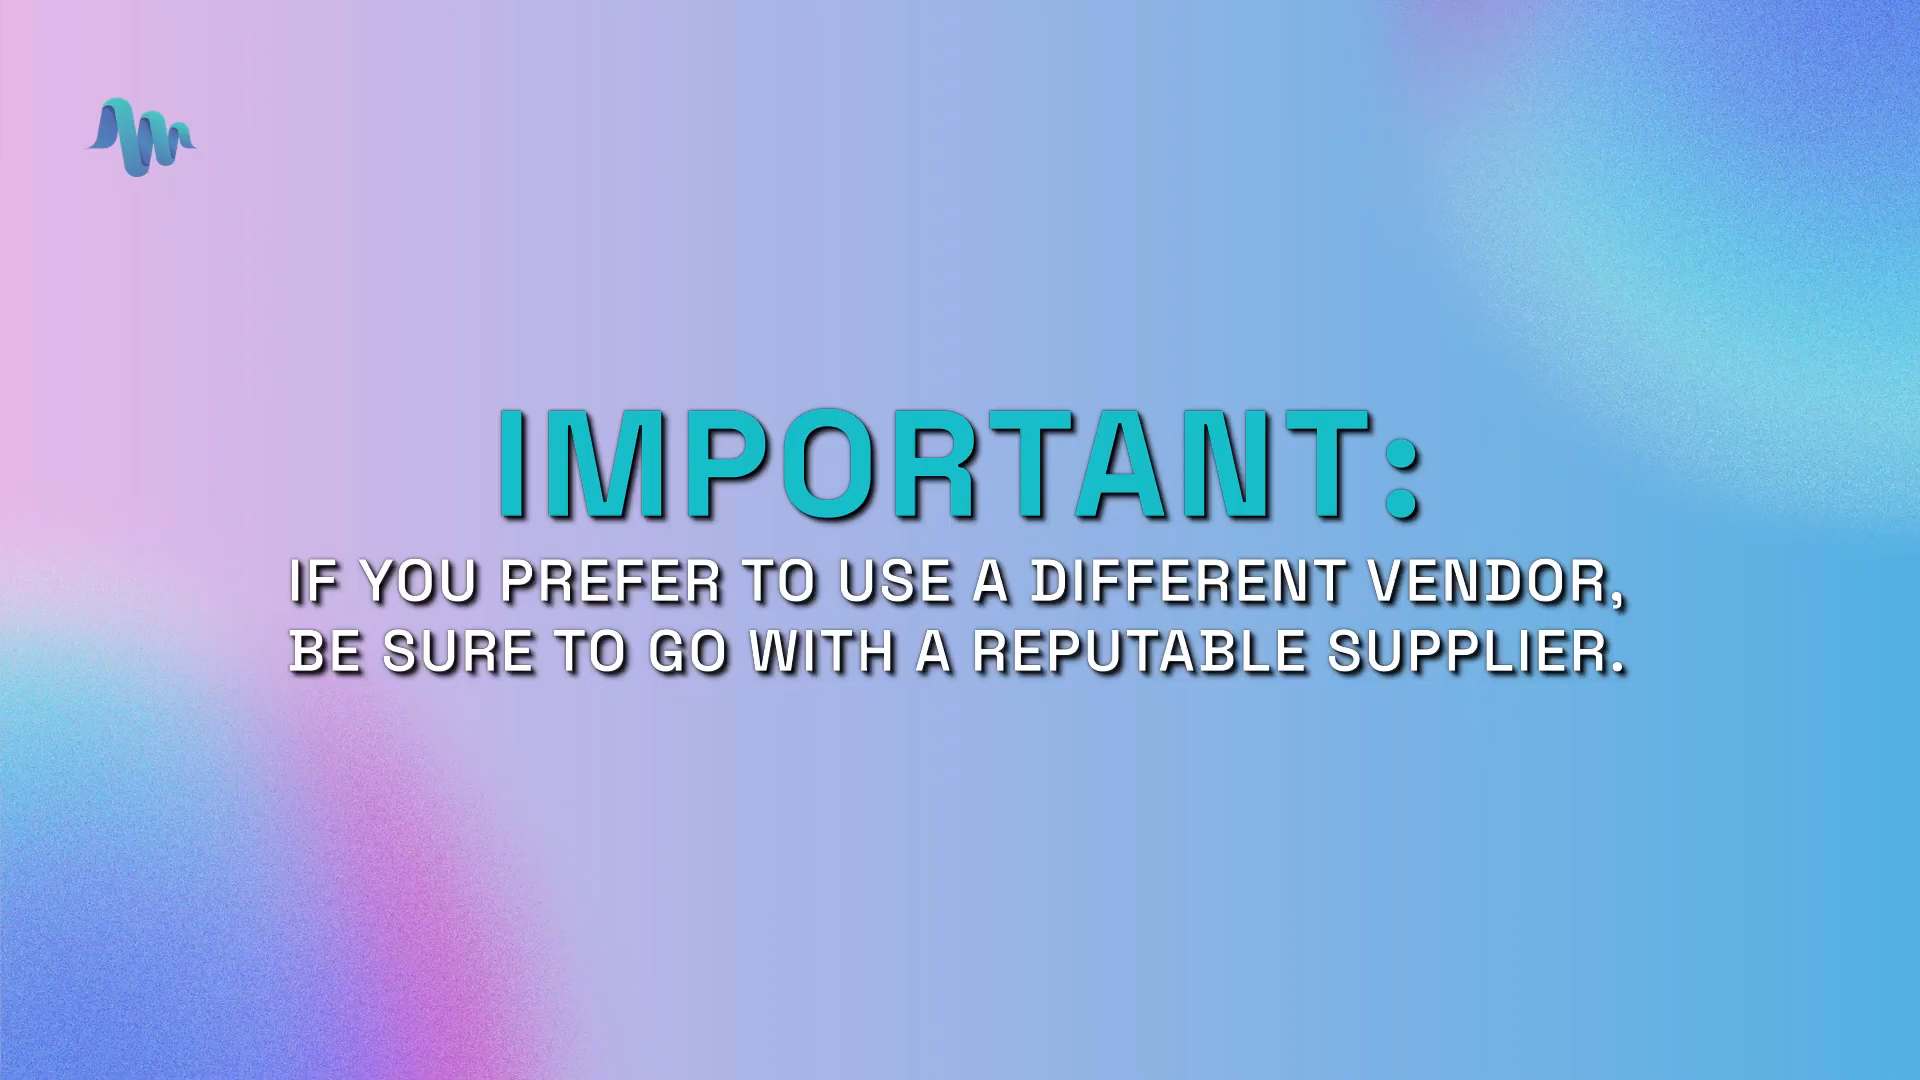 IMPORTANT:
IF YOU PREFER TO USE A DIFFERENT VENDOR,
BE SURE TO GO WITH A REPUTABLE SUPPLIER.